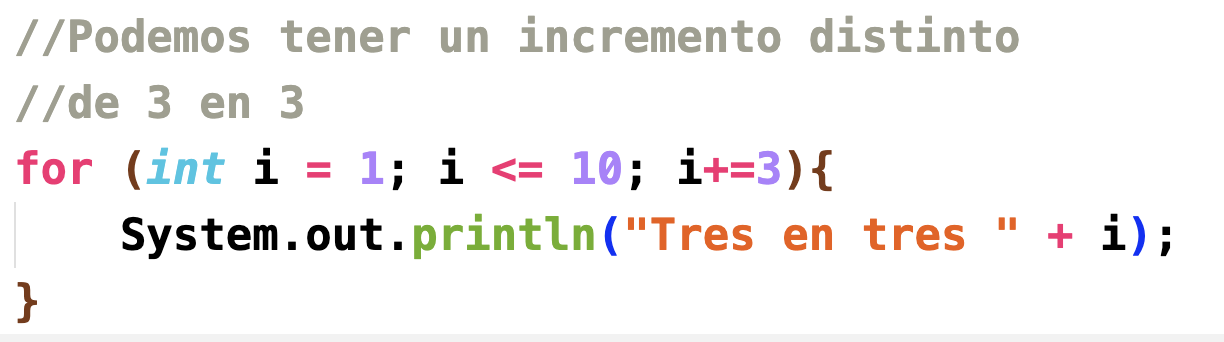 //Podemos tener un incremento distinto
//de 3 en 3
for (int i = 1; i <= 10; i+=3){
    System.out.println("Tres en tres " + i);
}